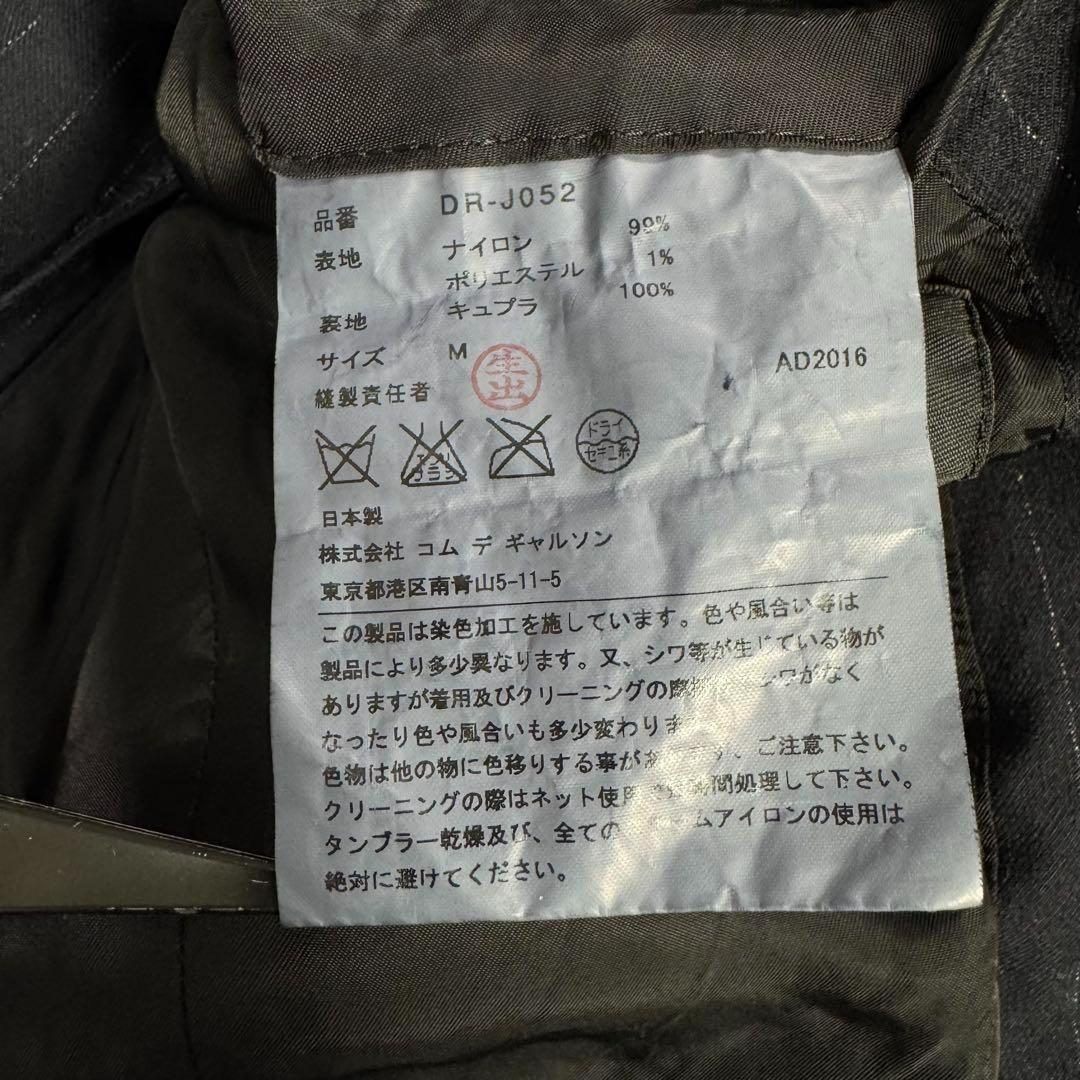 品番 DR-J052
表地 ナイロン 99%
ポリエステル 1%
裏地 キュプラ 100%
サイズ M
生出
AD2016
縫製責任者
エンソ
ドライ
セキユ系
日本製
株式会社 コム デ ギャルソン
東京都港区南青山5-11-5
この製品は染色加工を施しています。色や風合い等は
製品により多少異なります。又、シワ等が生じている物が
ありますが着用及びクリーニングの際 シワがなく
なったり色や風合いも多少変わりま
色物は他の物に色移りする事があ ご注意下さい。
クリーニングの際はネット使用 時間処理して下さい。
タンブラー乾燥及び、全ての ムアイロンの使用は
絶対に避けてください。